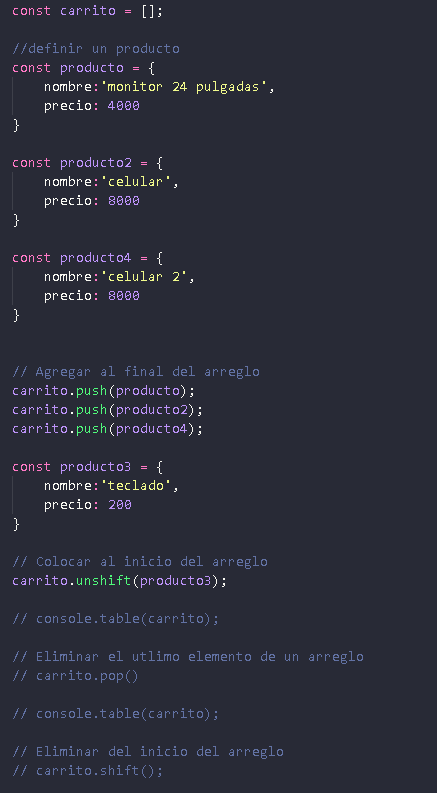 const carrito = [];
//definir un producto
const producto = {
nombre:'monitor 24 pulgadas',
precio: 4000
}
const producto2 = {
nombre:'celular',
precio: 8000
}
const producto4 = {
nombre:'celular 2',
precio: 8000
}
// Agregar al final del arreglo
carrito.push(producto);
carrito.push(producto2);
carrito.push(producto4);
const producto3 = {
nombre:'teclado',
precio: 200
}
// Colocar al inicio del arreglo
carrito.unshift(producto3);
// console.table(carrito);
// Eliminar el utlimo elemento de un arreglo
// carrito.pop()
// console.table(carrito);
// Eliminar del inicio del arreglo
// carrito.shift();